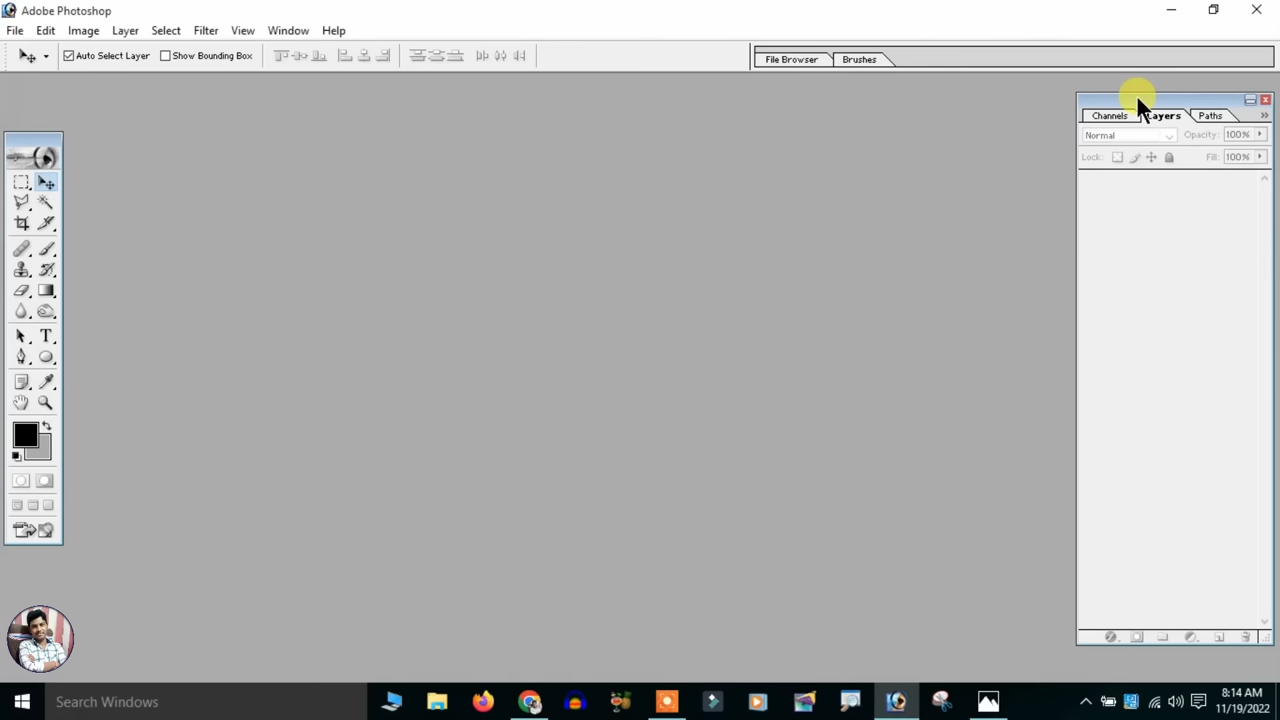 Adobe Photoshop
File Edit Image Layer Select Filter View Window Help
Auto Select Layer Show Bounding Box File Browser Brushes
Channels Layers Paths
Normal Opacity: 100%
Lock: Fill: 100%
T
Search Windows
8:14 AM
11/19/2022